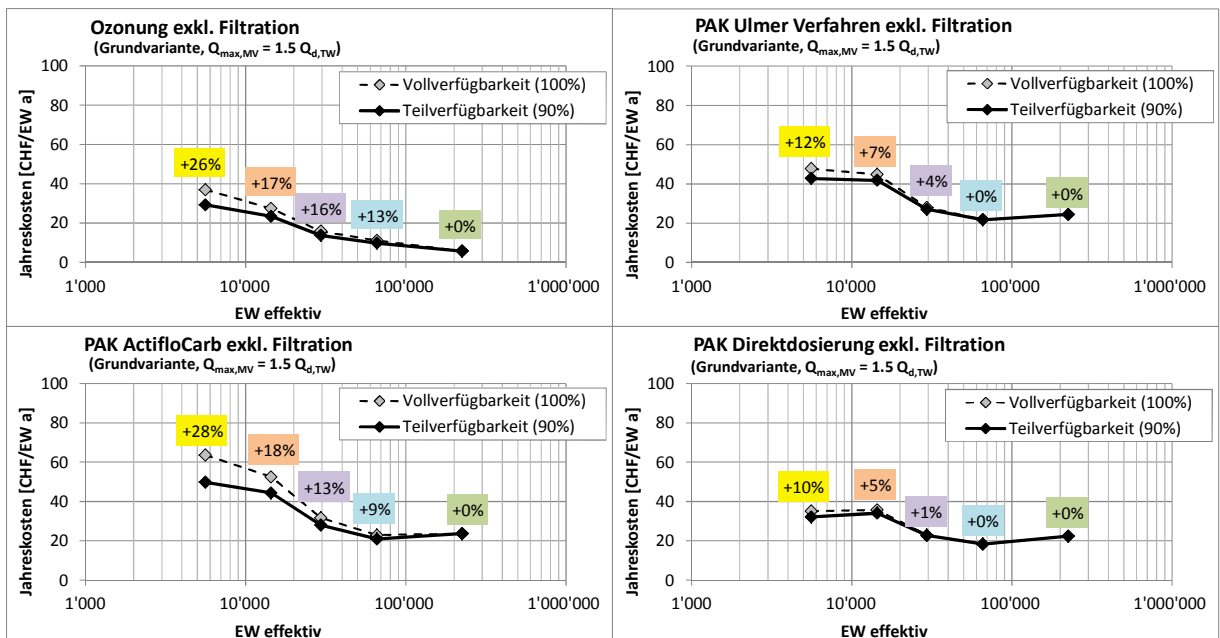 Ozonung exkl. Filtration
(Grundvariante, Qmax,MV = 1.5 Qd,TW)
Jahreskosten [CHF/EW a]
100
80
60
40
20
0
Vollverfügbarkeit (100%)
Teilverfügbarkeit (90%)
+26%
+17%
+16%
+13%
+0%
1'000
10'000
100'000
1'000'000
EW effektiv
PAK Ulmer Verfahren exkl. Filtration
(Grundvariante, Qmax,MV = 1.5 Qd,TW)
Jahreskosten [CHF/EW a]
100
80
60
40
20
0
Vollverfügbarkeit (100%)
Teilverfügbarkeit (90%)
+12%
+7%
+4%
+0%
+0%
1'000
10'000
100'000
1'000'000
EW effektiv
PAK ActifloCarb exkl. Filtration
(Grundvariante, Qmax,MV = 1.5 Qd,TW)
Jahreskosten [CHF/EW a]
100
80
60
40
20
0
Vollverfügbarkeit (100%)
Teilverfügbarkeit (90%)
+28%
+18%
+13%
+9%
+0%
1'000
10'000
100'000
1'000'000
EW effektiv
PAK Direktdosierung exkl. Filtration
(Grundvariante, Qmax,MV = 1.5 Qd,TW)
Jahreskosten [CHF/EW a]
100
80
60
40
20
0
Vollverfügbarkeit (100%)
Teilverfügbarkeit (90%)
+10%
+5%
+1%
+0%
+0%
1'000
10'000
100'000
1'000'000
EW effektiv